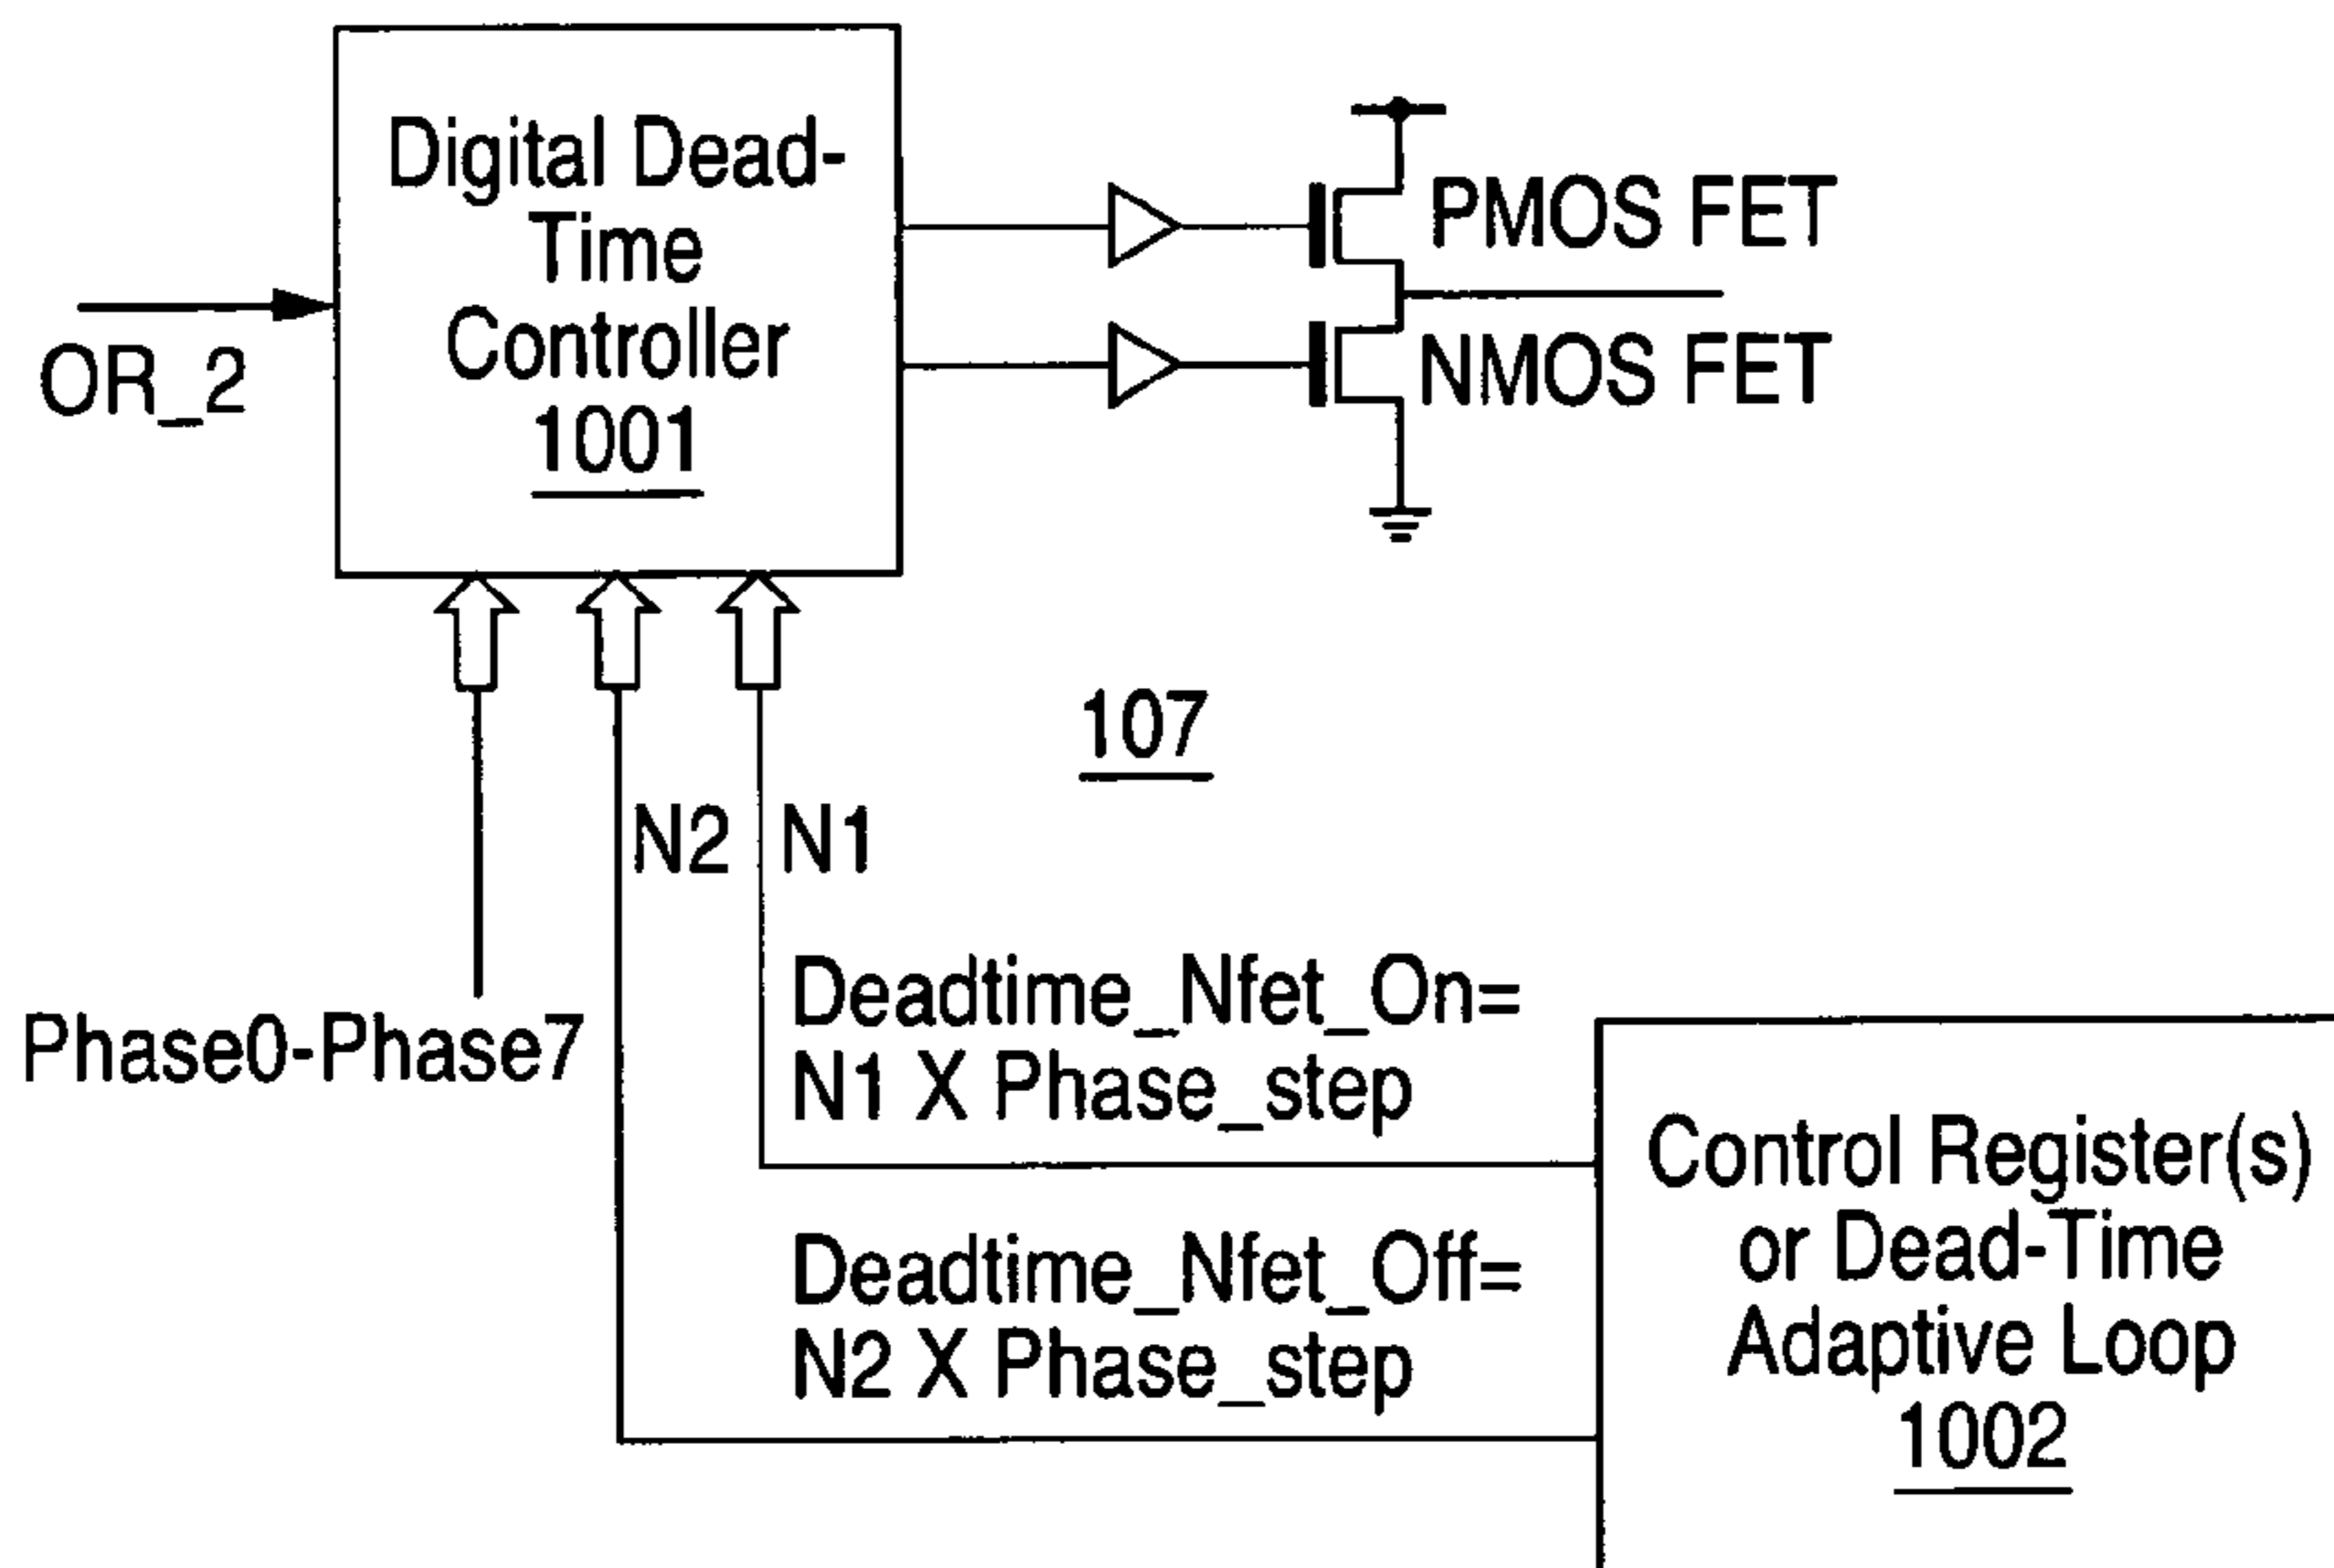 Digital Dead-
Time
Controller
1001
OR_2
PMOS FET
NMOS FET
107
N2
N1
Phase0-Phase7
Deadtime_Nfet_On=
N1 X Phase_step
Deadtime_Nfet_Off=
N2 X Phase_step
Control Register(s)
or Dead-Time
Adaptive Loop
1002